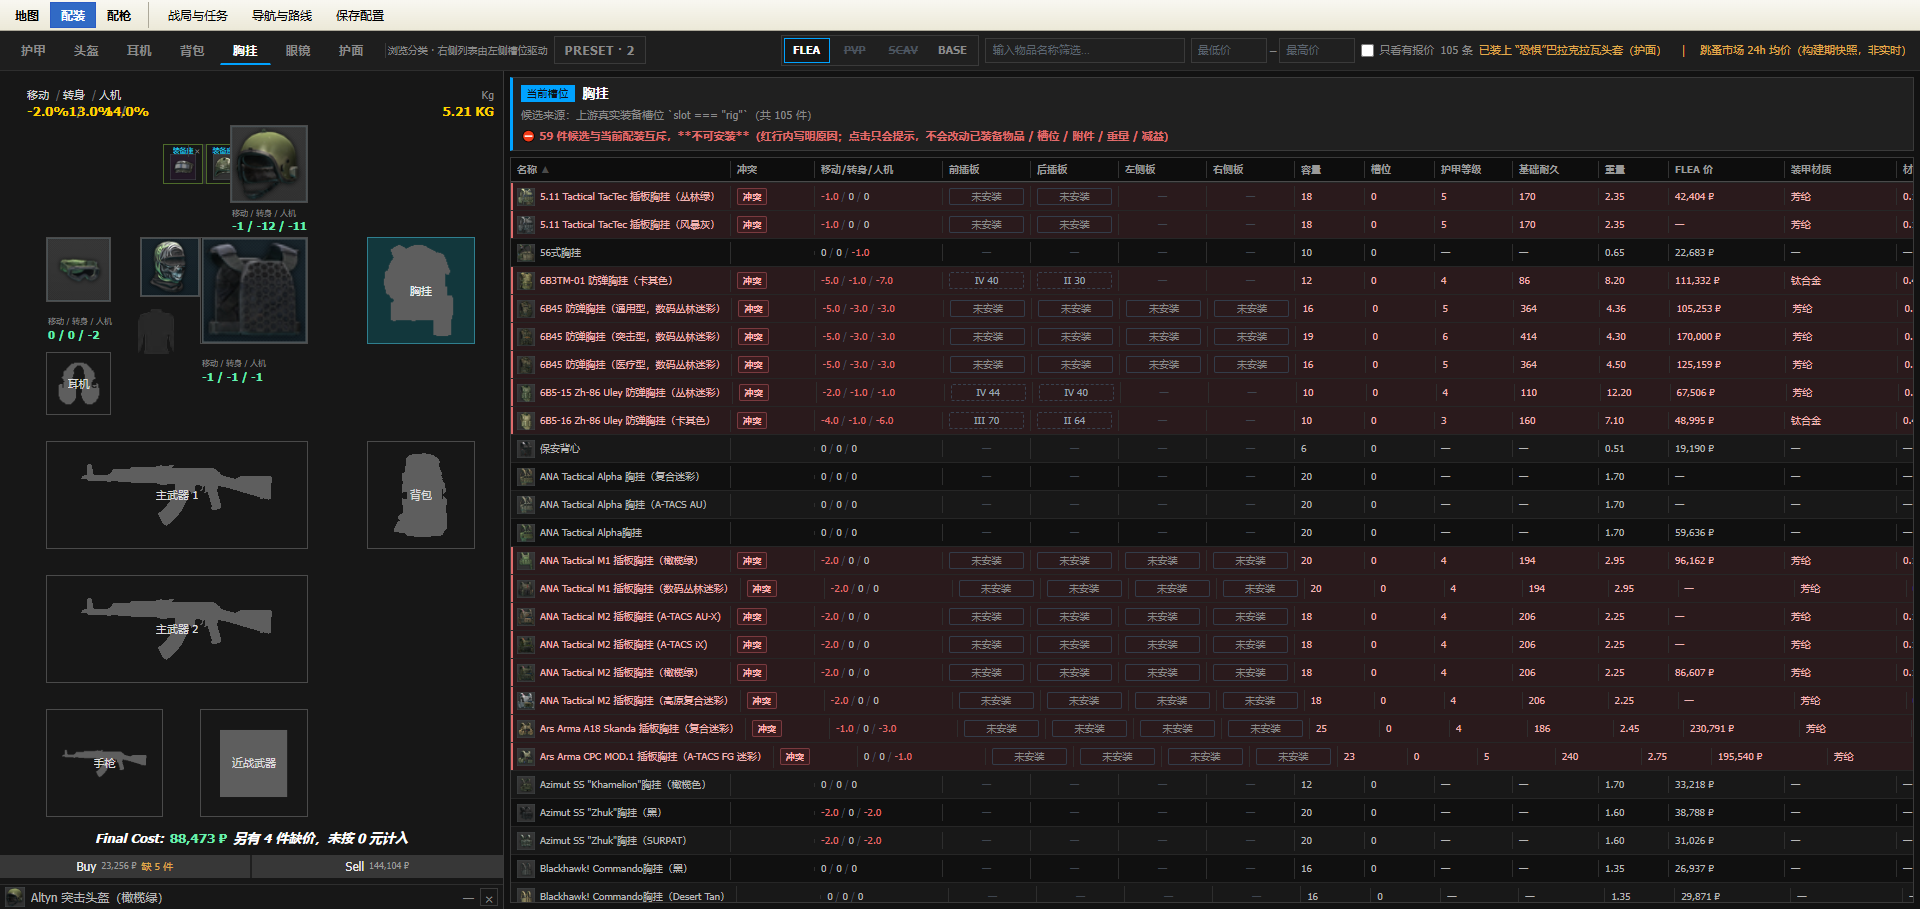 地图 配装 配枪 战局与任务 导航与路线 保存配置
护甲 头盔 耳机 背包 胸挂 眼镜 护面 浏览分类 · 右侧列表由左侧槽位驱动 PRESET · 2 FLEA PVP SCAV BASE 输入物品名称筛选... 最低价 — 最高价 只看有报价 105 条 已装上 "恐惧"巴拉克拉瓦头套（护面） | 跳蚤市场 24h 均价（构建期快照，非实时）
移动 / 转身 / 人机 Kg
5.21 KG
装备佳×
移动 / 转身 / 人机
-1 / -12 / -11
移动 / 转身 / 人机
0 / 0 / -2
胸挂
移动 / 转身 / 人机
-1 / -1 / -1
耳机
主武器 1
背包
主武器 2
手枪
近战武器
Final Cost: 88,473 ₽ 另有 4 件缺价，未按 0 元计入
Buy 23,256 ₽ 缺 5 件 Sell 144,104 ₽
Altyn 突击头盔（橄榄绿） — ×
当前槽位 胸挂
候选来源：上游真实装备槽位 `slot === "rig"`（共 105 件）
59 件候选与当前配装互斥，**不可安装**（红行内写明原因；点击只会提示，不会改动已装备物品 / 槽位 / 附件 / 重量 / 减益）
名称 ▲ 冲突 移动/转身/人机 前插板 后插板 左侧板 右侧板 容量 槽位 护甲等级 基础耐久 重量 FLEA 价 装甲材质 材
5.11 Tactical TacTec 插板胸挂（丛林绿） 冲突 -1.0 / 0 / 0 未安装 未安装 — — 18 0 5 170 2.35 42,404 ₽ 芳纶 0.
5.11 Tactical TacTec 插板胸挂（风暴灰） 冲突 -1.0 / 0 / 0 未安装 未安装 — — 18 0 5 170 2.35 — 芳纶 0.
56式胸挂 0 / 0 / -1.0 — — — — 10 0 — — 0.65 22,683 ₽ — —
6B3TM-01 防弹胸挂（卡其色） 冲突 -5.0 / -1.0 / -7.0 IV 40 II 30 — — 12 0 4 86 8.20 111,332 ₽ 钛合金 0.
6B45 防弹胸挂（通用型，数码丛林迷彩） 冲突 -5.0 / -3.0 / -3.0 未安装 未安装 未安装 未安装 16 0 5 364 4.36 105,253 ₽ 芳纶 0.
6B45 防弹胸挂（突击型，数码丛林迷彩） 冲突 -5.0 / -3.0 / -3.0 未安装 未安装 未安装 未安装 19 0 6 414 4.30 170,000 ₽ 芳纶 0.
6B45 防弹胸挂（医疗型，数码丛林迷彩） 冲突 -5.0 / -3.0 / -3.0 未安装 未安装 未安装 未安装 16 0 5 364 4.50 125,159 ₽ 芳纶 0.
6B5-15 Zh-86 Uley 防弹胸挂（丛林迷彩） 冲突 -2.0 / -1.0 / -1.0 IV 44 IV 40 — — 10 0 4 110 12.20 67,506 ₽ 芳纶 0.
6B5-16 Zh-86 Uley 防弹胸挂（卡其色） 冲突 -4.0 / -1.0 / -6.0 III 70 II 64 — — 10 0 3 160 7.10 48,995 ₽ 钛合金 0.
保安背心 0 / 0 / 0 — — — — 6 0 — — 0.51 19,190 ₽ — —
ANA Tactical Alpha 胸挂（复合迷彩） 0 / 0 / 0 — — — — 20 0 — — 1.70 — — —
ANA Tactical Alpha 胸挂（A-TACS AU） 0 / 0 / 0 — — — — 20 0 — — 1.70 — — —
ANA Tactical Alpha胸挂 0 / 0 / 0 — — — — 20 0 — — 1.70 59,636 ₽ — —
ANA Tactical M1 插板胸挂（橄榄绿） 冲突 -2.0 / 0 / 0 未安装 未安装 未安装 未安装 20 0 4 194 2.95 96,162 ₽ 芳纶 0.
ANA Tactical M1 插板胸挂（数码丛林迷彩） 冲突 -2.0 / 0 / 0 未安装 未安装 未安装 未安装 20 0 4 194 2.95 — 芳纶
ANA Tactical M2 插板胸挂 (A-TACS AU-X) 冲突 -2.0 / 0 / 0 未安装 未安装 未安装 未安装 18 0 4 206 2.25 — 芳纶 0.
ANA Tactical M2 插板胸挂 (A-TACS iX) 冲突 -2.0 / 0 / 0 未安装 未安装 未安装 未安装 18 0 4 206 2.25 — 芳纶 0.
ANA Tactical M2 插板胸挂（橄榄绿） 冲突 -2.0 / 0 / 0 未安装 未安装 未安装 未安装 18 0 4 206 2.25 86,607 ₽ 芳纶 0.
ANA Tactical M2 插板胸挂（高原复合迷彩） 冲突 -2.0 / 0 / 0 未安装 未安装 未安装 未安装 18 0 4 206 2.25 — 芳纶
Ars Arma A18 Skanda 插板胸挂（复合迷彩） 冲突 -1.0 / 0 / -3.0 未安装 未安装 未安装 未安装 25 0 4 186 2.45 230,791 ₽ 芳纶
Ars Arma CPC MOD.1 插板胸挂（A-TACS FG 迷彩） 冲突 0 / 0 / -1.0 未安装 未安装 未安装 未安装 23 0 5 240 2.75 195,540 ₽ 芳纶
Azimut SS "Khamelion"胸挂（橄榄色） 0 / 0 / 0 — — — — 12 0 — — 1.70 33,218 ₽ — —
Azimut SS "Zhuk"胸挂（黑） -2.0 / 0 / -2.0 — — — — 20 0 — — 1.60 38,788 ₽ — —
Azimut SS "Zhuk"胸挂（SURPAT） -2.0 / 0 / -2.0 — — — — 20 0 — — 1.60 31,026 ₽ — —
Blackhawk! Commando胸挂（黑） 0 / 0 / 0 — — — — 16 0 — — 1.35 26,937 ₽ — —
Blackhawk! Commando胸挂（Desert Tan） 0 / 0 / 0 — — — — 16 0 — — 1.35 29,871 ₽ — —